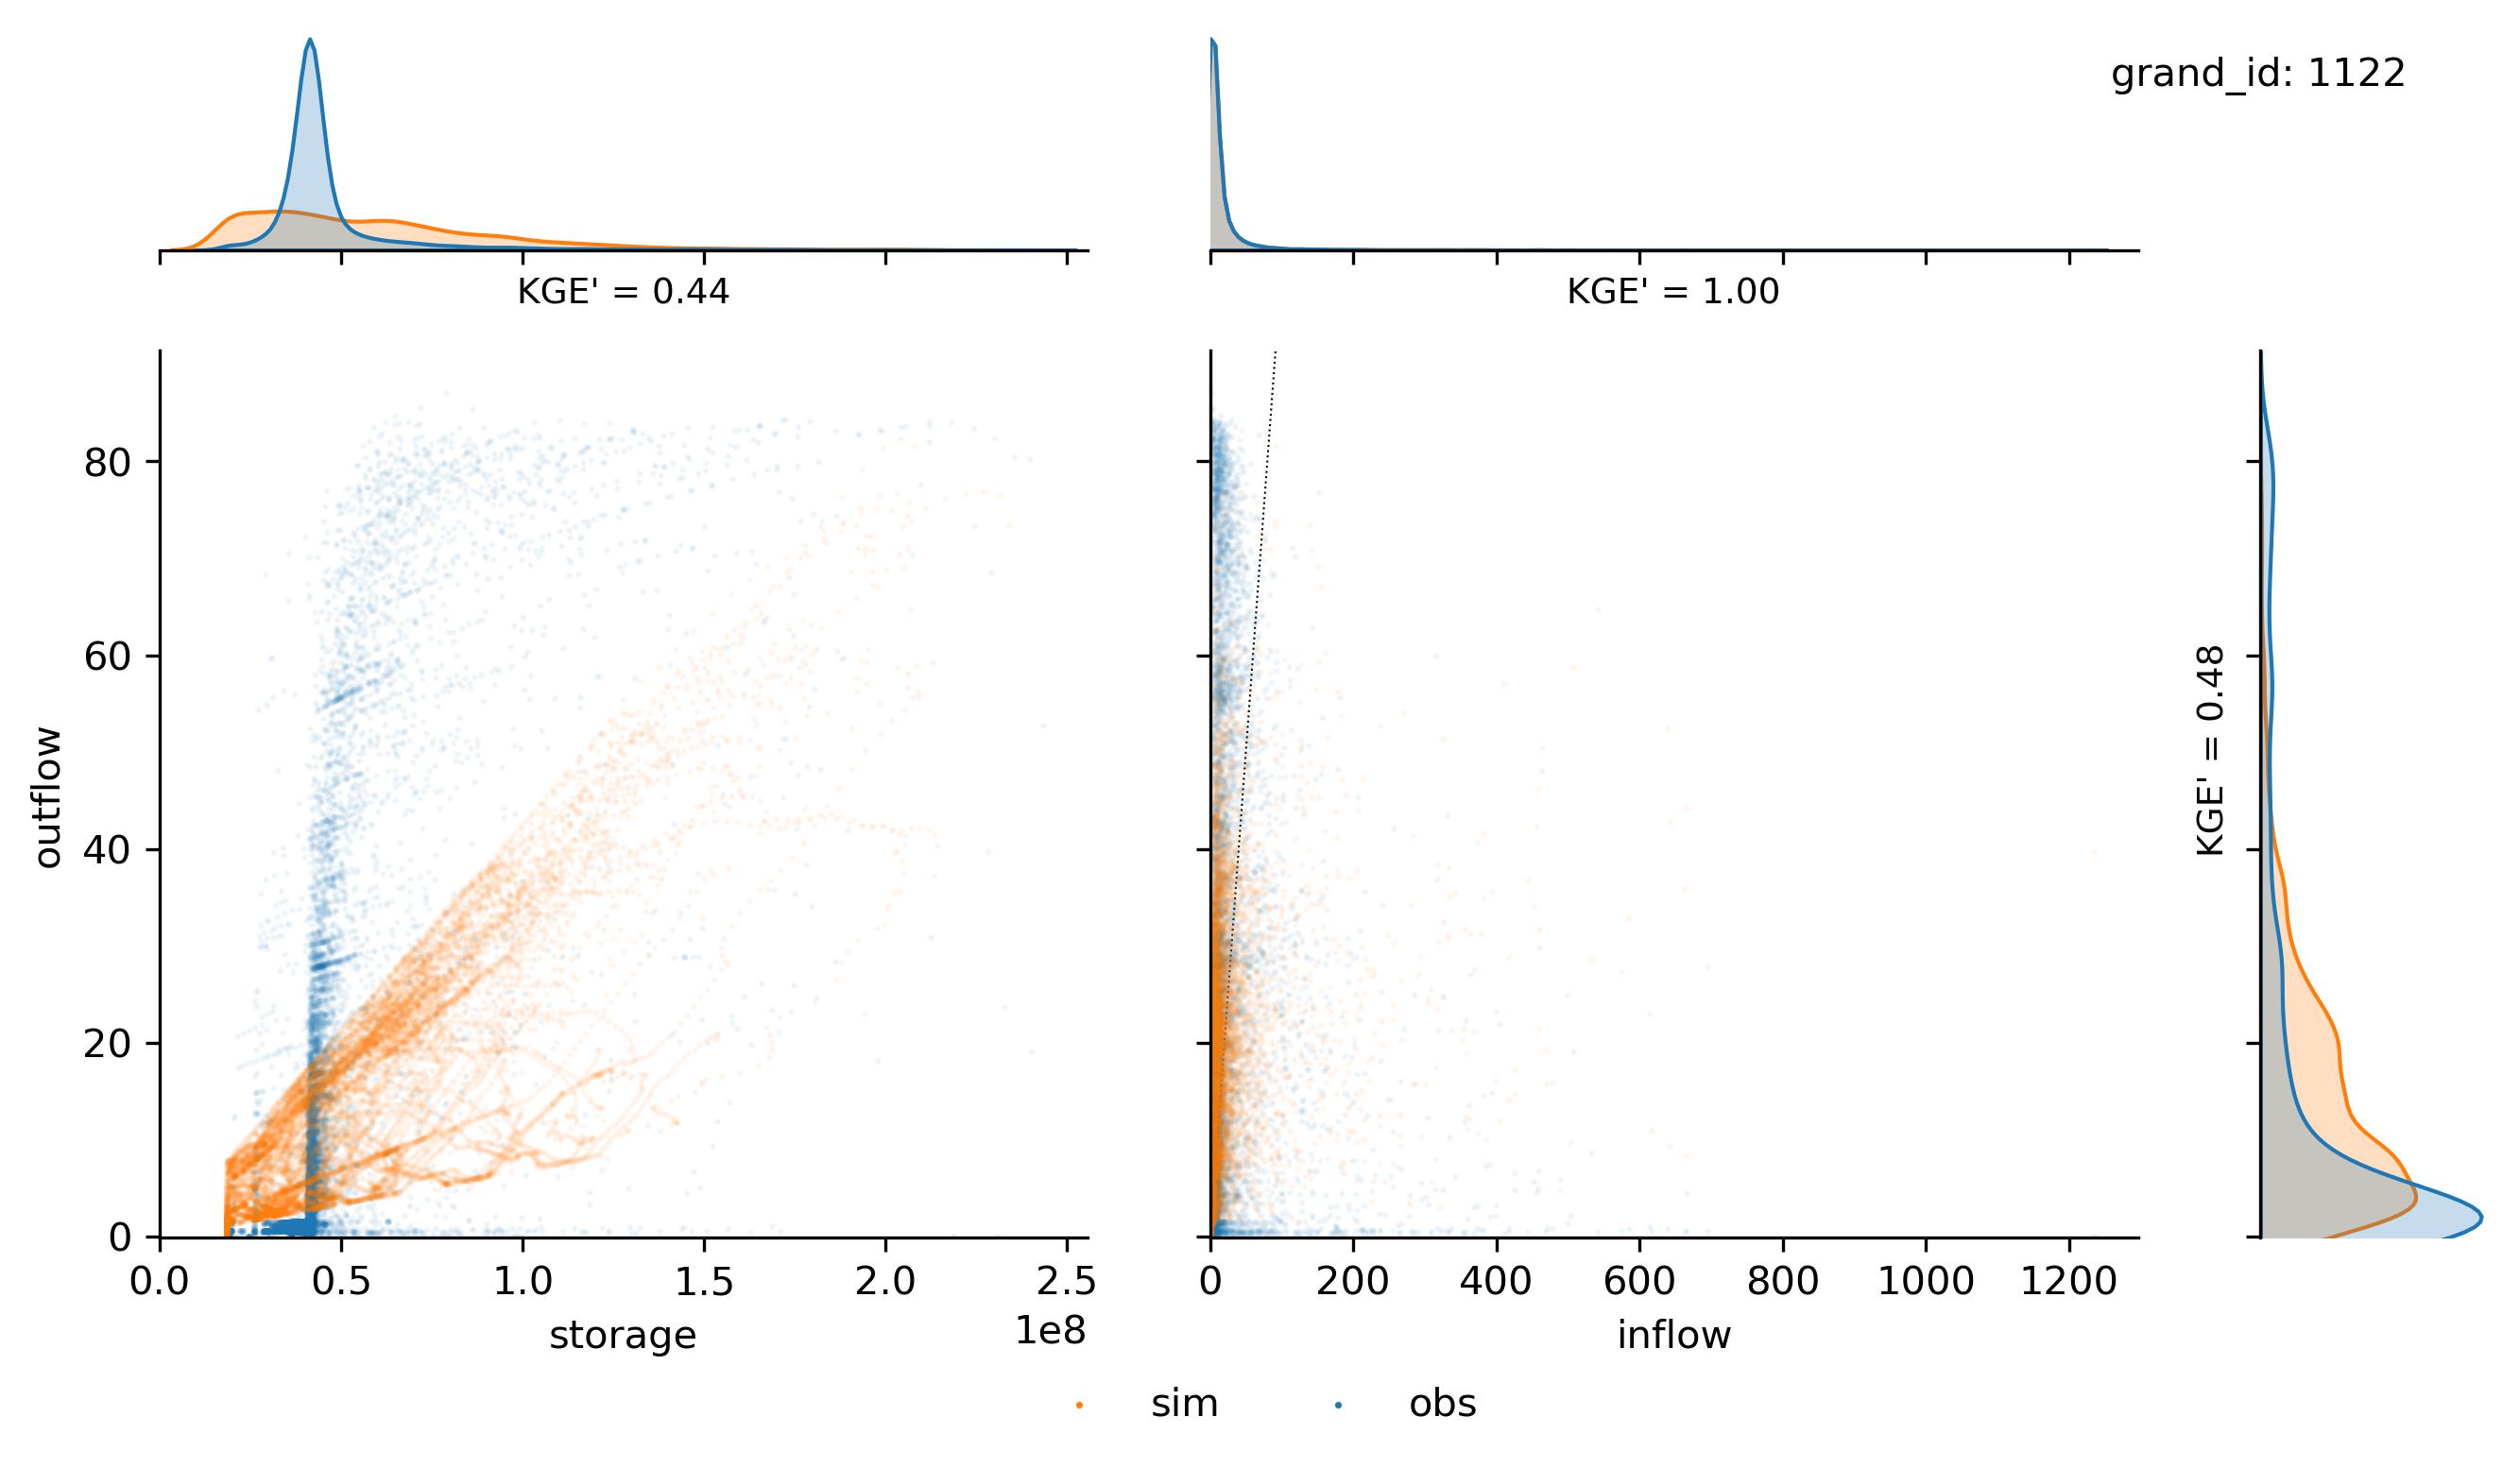 grand_id: 1122
KGE' = 0.44
KGE' = 1.00
80
60
40
20
0
outflow
KGE' = 0.48
0.0 0.5 1.0 1.5 2.0 2.5
0 200 400 600 800 1000 1200
1e8
storage
inflow
sim obs